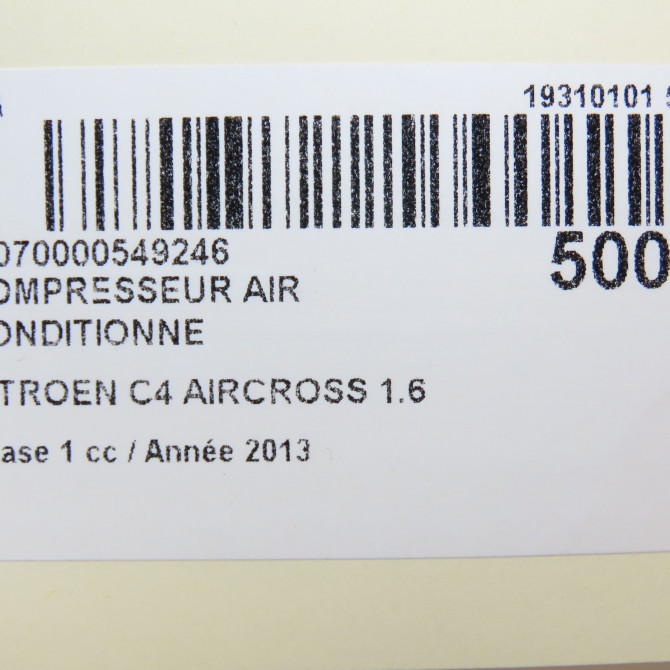 19310101 5
070000549246
500
OMPRESSEUR AIR
ONDITIONNE
TROEN C4 AIRCROSS 1.6
ase 1 cc / Année 2013